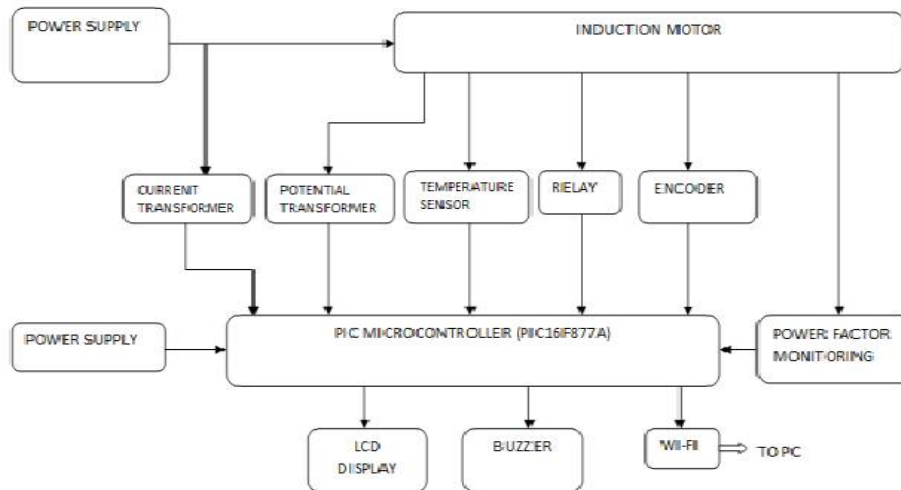 POWER SUPPLY
INDUCTION MOTOR
CURRENT
TRANSFORMER
POTENTIAL
TRANSFORMER
TEMPERATURE
SENSOR
RELAY
ENCODER
POWER SUPPLY
PIC MICROCONTROLLER (PIC16F877A)
POWER FACTOR
MONITORING
LCD
DISPLAY
BUZZER
WI-FI
TO PC